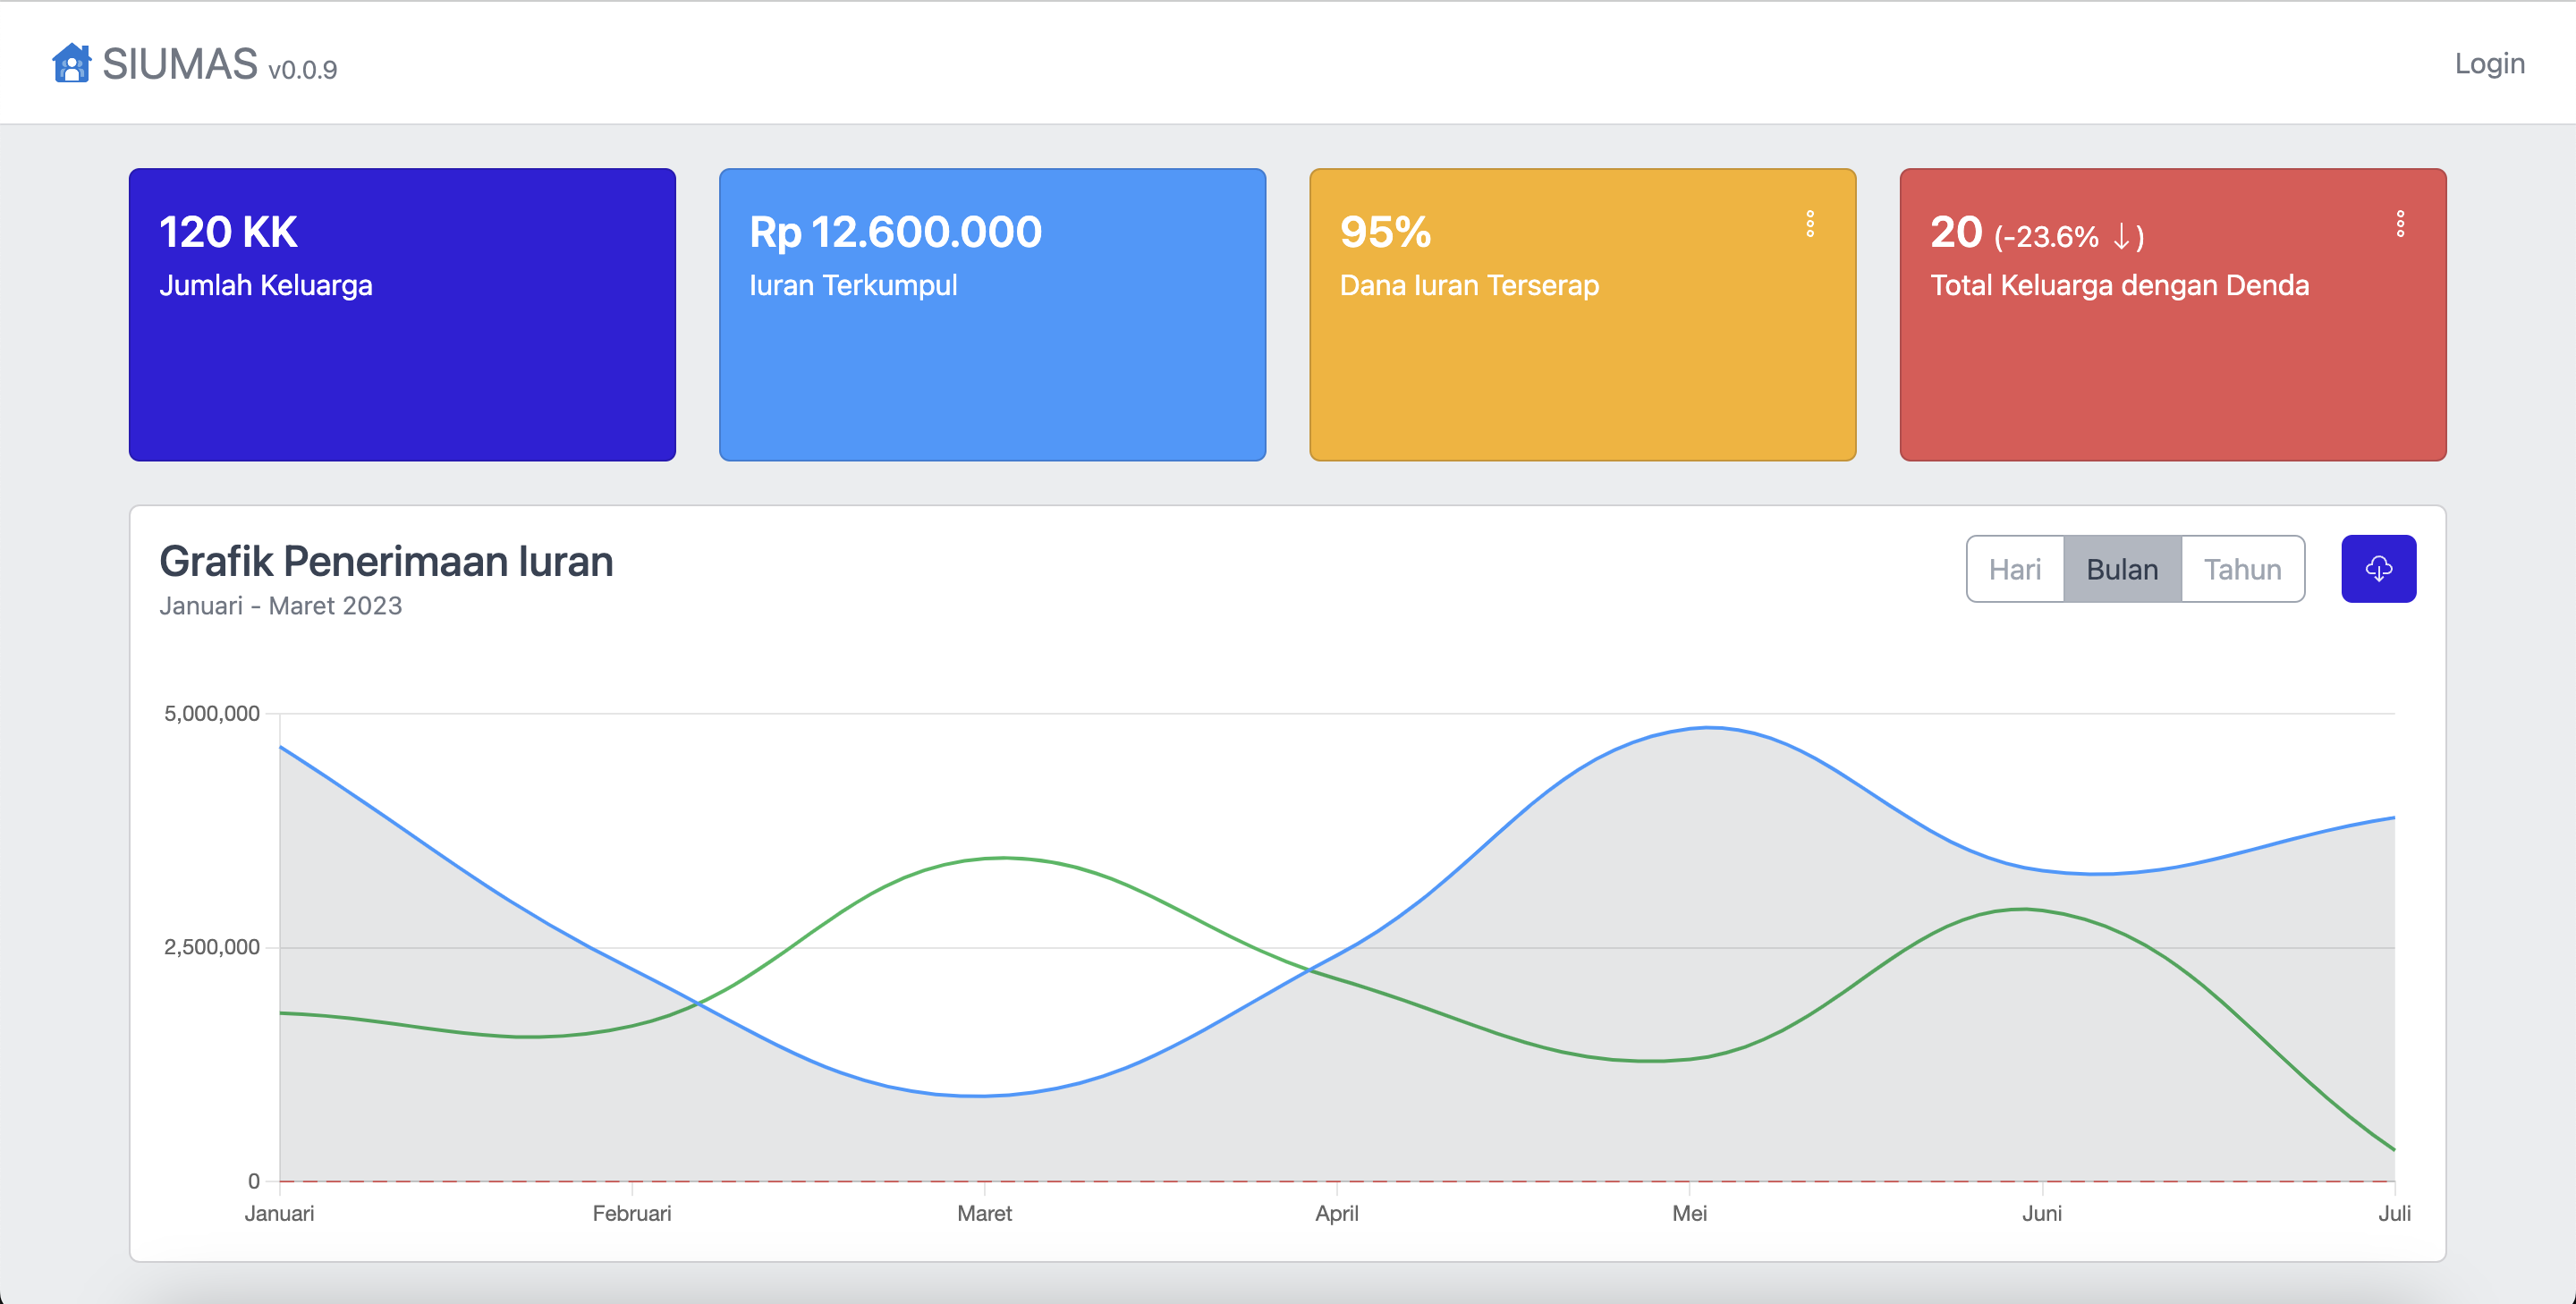 SIUMAS v0.0.9
Login
120 KK
Jumlah Keluarga
Rp 12.600.000
Iuran Terkumpul
95%
Dana Iuran Terserap
20 (-23.6% ↓)
Total Keluarga dengan Denda
Grafik Penerimaan Iuran
Januari - Maret 2023
Hari Bulan Tahun
5,000,000
2,500,000
0
Januari Februari Maret April Mei Juni Juli